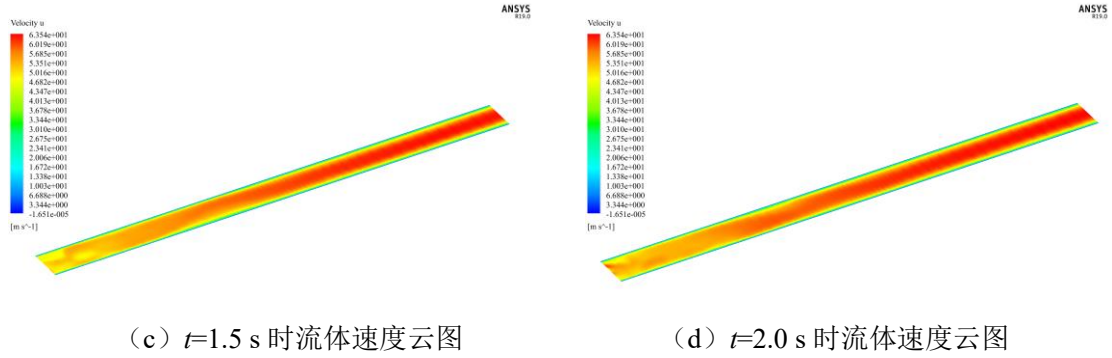 ANSYS
R19.0
Velocity u
6.354e+001
6.019e+001
5.685e+001
5.351e+001
5.016e+001
4.682e+001
4.347e+001
4.013e+001
3.678e+001
3.344e+001
3.010e+001
2.675e+001
2.341e+001
2.006e+001
1.672e+001
1.338e+001
1.003e+001
6.688e+000
3.344e+000
-1.651e-005
[m s^-1]
(c)t=1.5 s 时流体速度云图
ANSYS
R19.0
Velocity u
6.354e+001
6.019e+001
5.685e+001
5.351e+001
5.016e+001
4.682e+001
4.347e+001
4.013e+001
3.678e+001
3.344e+001
3.010e+001
2.675e+001
2.341e+001
2.006e+001
1.672e+001
1.338e+001
1.003e+001
6.688e+000
3.344e+000
-1.651e-005
[m s^-1]
(d)t=2.0 s 时流体速度云图